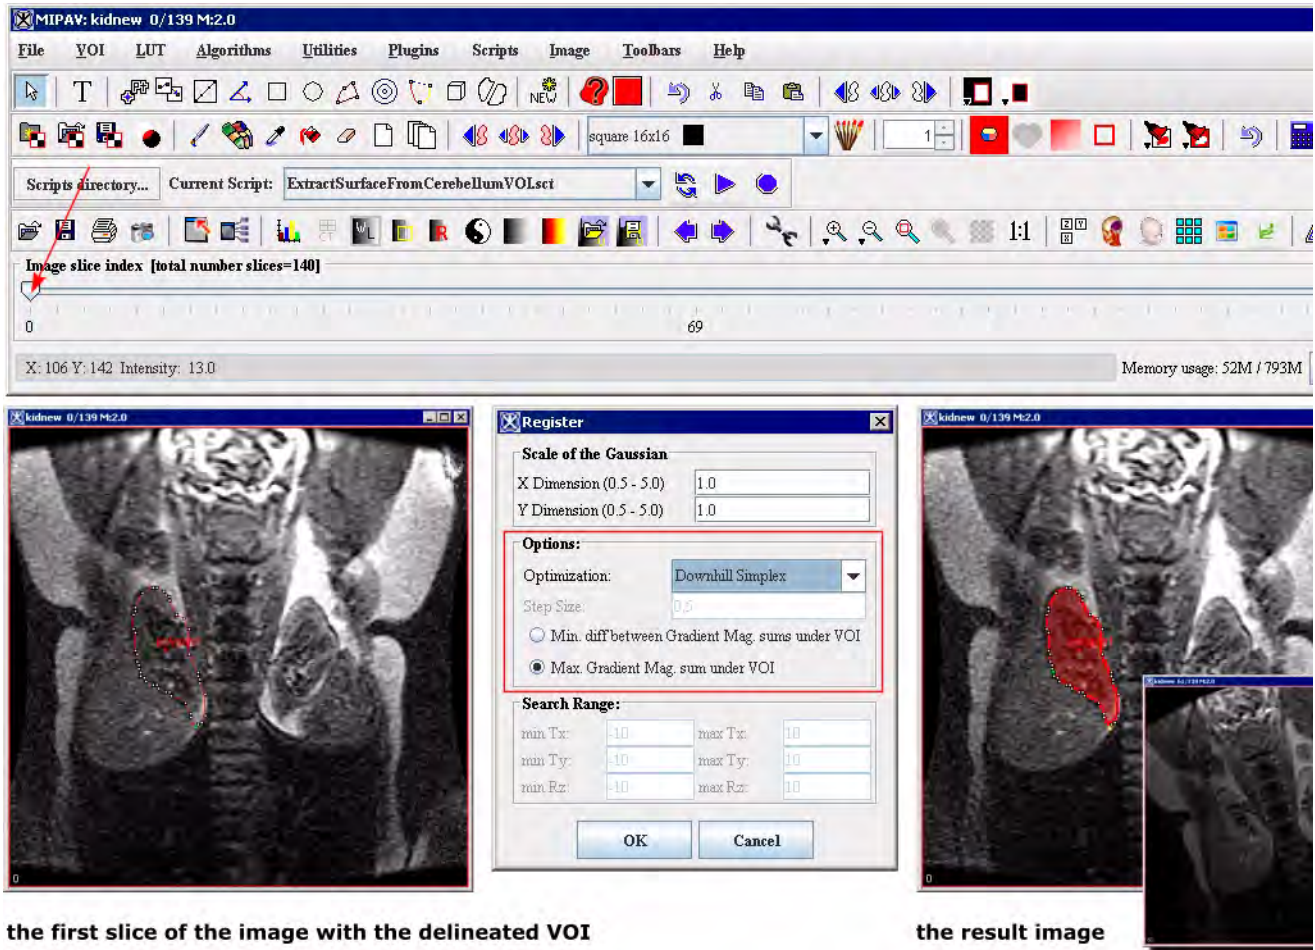 MIPAV: kidnew 0/139 M:2.0
File VOI LUT Algorithms Utilities Plugins Scripts Image Toolbars Help
T NEW
square 16x16 1
Scripts directory... Current Script: ExtractSurfaceFromCerebellumVOI.sct
WL R 1:1
Image slice index [total number slices=140]
0 69
X: 106 Y: 142 Intensity: 13.0 Memory usage: 52M / 793M
kidnew 0/139 M:2.0
0
Register
Scale of the Gaussian
X Dimension (0.5 - 5.0) 1.0
Y Dimension (0.5 - 5.0) 1.0
Options:
Optimization: Downhill Simplex
Step Size: 0.5
Min. diff between Gradient Mag. sums under VOI
Max. Gradient Mag. sum under VOI
Search Range:
min Tx: -10 max Tx: 10
min Ty: -10 max Ty: 10
min Rz: -10 max Rz: 10
OK Cancel
kidnew 0/139 M:2.0
0
the first slice of the image with the delineated VOI
the result image